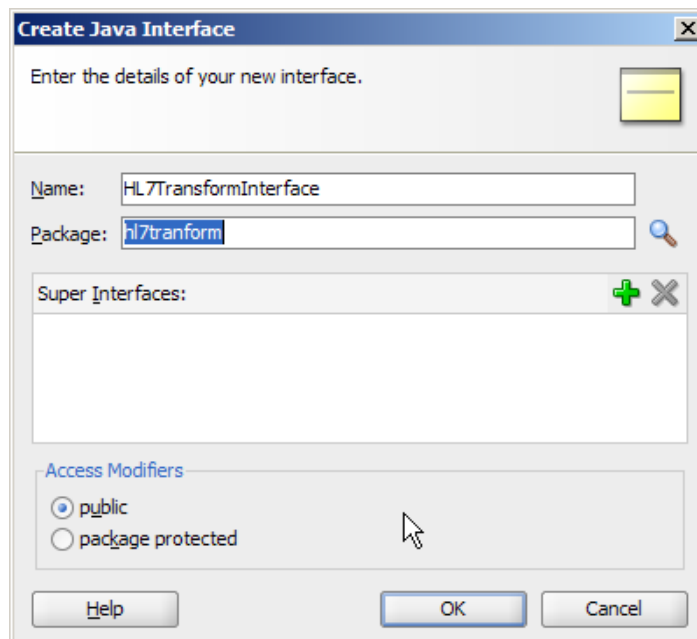 Create Java Interface
Enter the details of your new interface.
Name: HL7TransformInterface
Package: hl7tranform
Super Interfaces:
Access Modifiers
public
package protected
Help OK Cancel